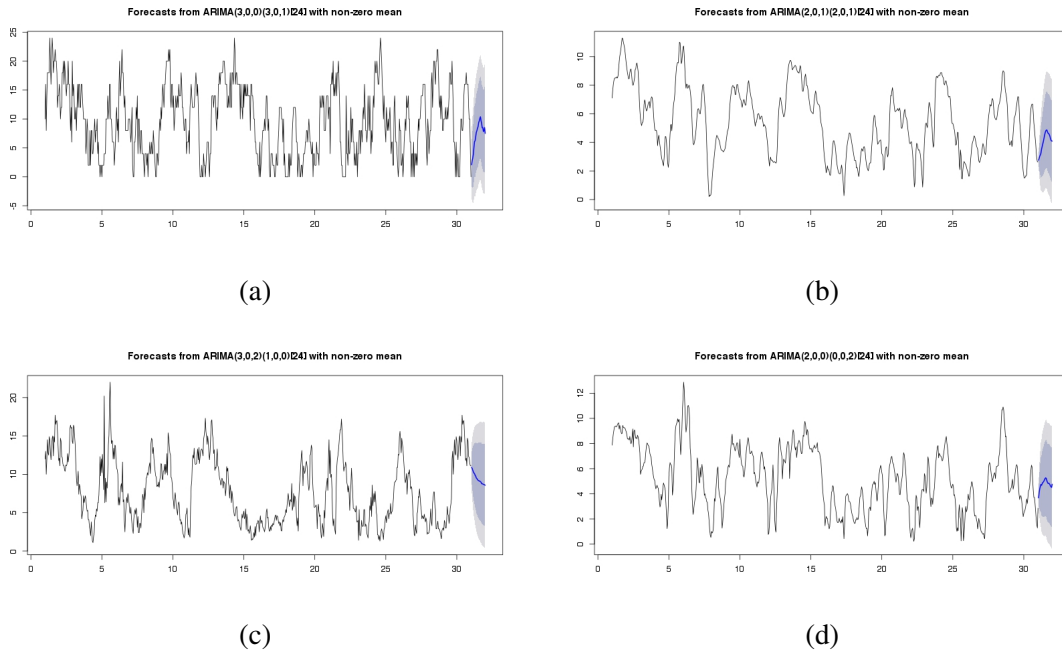 Forecasts from ARIMA(3,0,0)(3,0,1)[24] with non-zero mean
25
20
15
10
5
0
-5
0 5 10 15 20 25 30
(a)
Forecasts from ARIMA(2,0,1)(2,0,1)[24] with non-zero mean
10
8
6
4
2
0
0 5 10 15 20 25 30
(b)
Forecasts from ARIMA(3,0,2)(1,0,0)[24] with non-zero mean
20
15
10
5
0
0 5 10 15 20 25 30
(c)
Forecasts from ARIMA(2,0,0)(0,0,2)[24] with non-zero mean
12
10
8
6
4
2
0
0 5 10 15 20 25 30
(d)